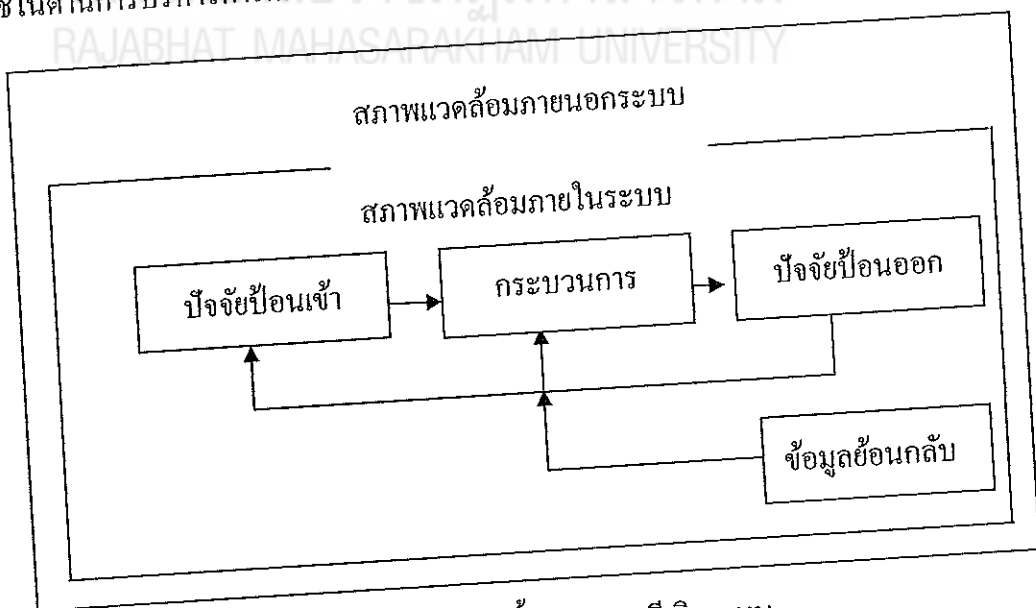 RAJABHAT MAHASARAKHAM UNIVERSITY
สภาพแวดล้อมภายนอกระบบ
สภาพแวดล้อมภายในระบบ
ปัจจัยป้อนเข้า
กระบวนการ
ปัจจัยป้อนออก
ข้อมูลย้อนกลับ